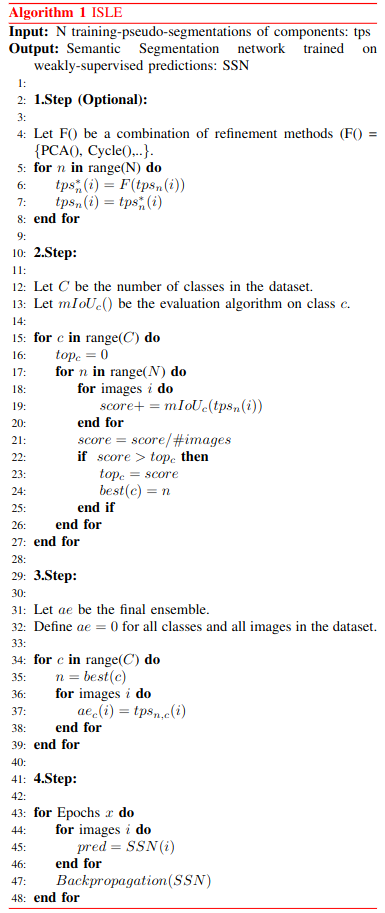 Algorithm 1 ISLE
Input: N training-pseudo-segmentations of components: tps
Output: Semantic Segmentation network trained on
weakly-supervised predictions: SSN
1:
2: 1.Step (Optional):
3:
4: Let F() be a combination of refinement methods (F() =
{PCA(), Cycle(),..}.
5: for n in range(N) do
6: tps*_n(i) = F(tps_n(i))
7: tps_n(i) = tps*_n(i)
8: end for
9:
10: 2.Step:
11:
12: Let C be the number of classes in the dataset.
13: Let mIoU_c() be the evaluation algorithm on class c.
14:
15: for c in range(C) do
16: top_c = 0
17: for n in range(N) do
18: for images i do
19: score+ = mIoU_c(tps_n(i))
20: end for
21: score = score/#images
22: if score > top_c then
23: top_c = score
24: best(c) = n
25: end if
26: end for
27: end for
28:
29: 3.Step:
30:
31: Let ae be the final ensemble.
32: Define ae = 0 for all classes and all images in the dataset.
33:
34: for c in range(C) do
35: n = best(c)
36: for images i do
37: ae_c(i) = tps_n,c(i)
38: end for
39: end for
40:
41: 4.Step:
42:
43: for Epochs x do
44: for images i do
45: pred = SSN(i)
46: end for
47: Backpropagation(SSN)
48: end for